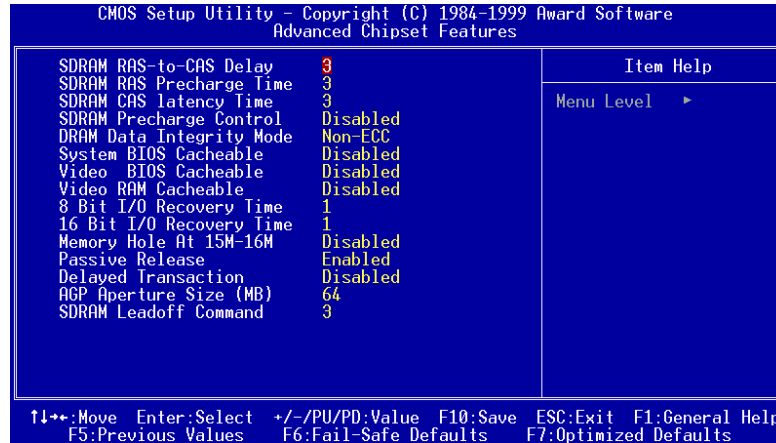 CMOS Setup Utility - Copyright (C) 1984-1999 Award Software
Advanced Chipset Features
SDRAM RAS-to-CAS Delay 3
SDRAM RAS Precharge Time 3
SDRAM CAS latency Time 3
SDRAM Precharge Control Disabled
DRAM Data Integrity Mode Non-ECC
System BIOS Cacheable Disabled
Video BIOS Cacheable Disabled
Video RAM Cacheable Disabled
8 Bit I/O Recovery Time 1
16 Bit I/O Recovery Time 1
Memory Hole At 15M-16M Disabled
Passive Release Enabled
Delayed Transaction Disabled
AGP Aperture Size (MB) 64
SDRAM Leadoff Command 3
Item Help
Menu Level ►
↑↓→←:Move Enter:Select +/-/PU/PD:Value F10:Save ESC:Exit F1:General Help
F5:Previous Values F6:Fail-Safe Defaults F7:Optimized Defaults